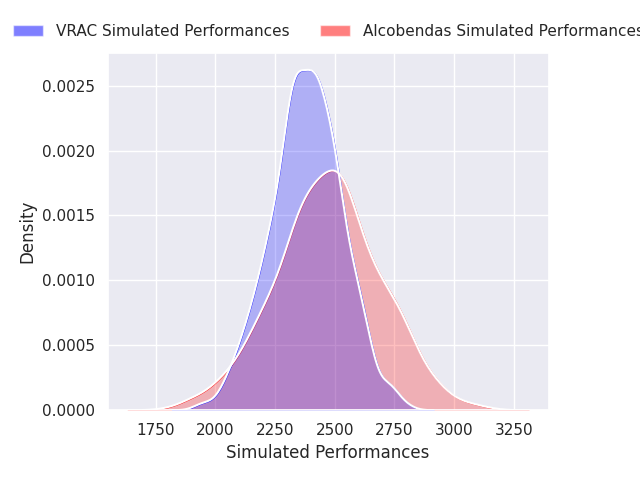 VRAC Simulated Performances
Alcobendas Simulated Performances
0.0025
0.0020
0.0015
0.0010
0.0005
0.0000
Density
1750 2000 2250 2500 2750 3000 3250
Simulated Performances